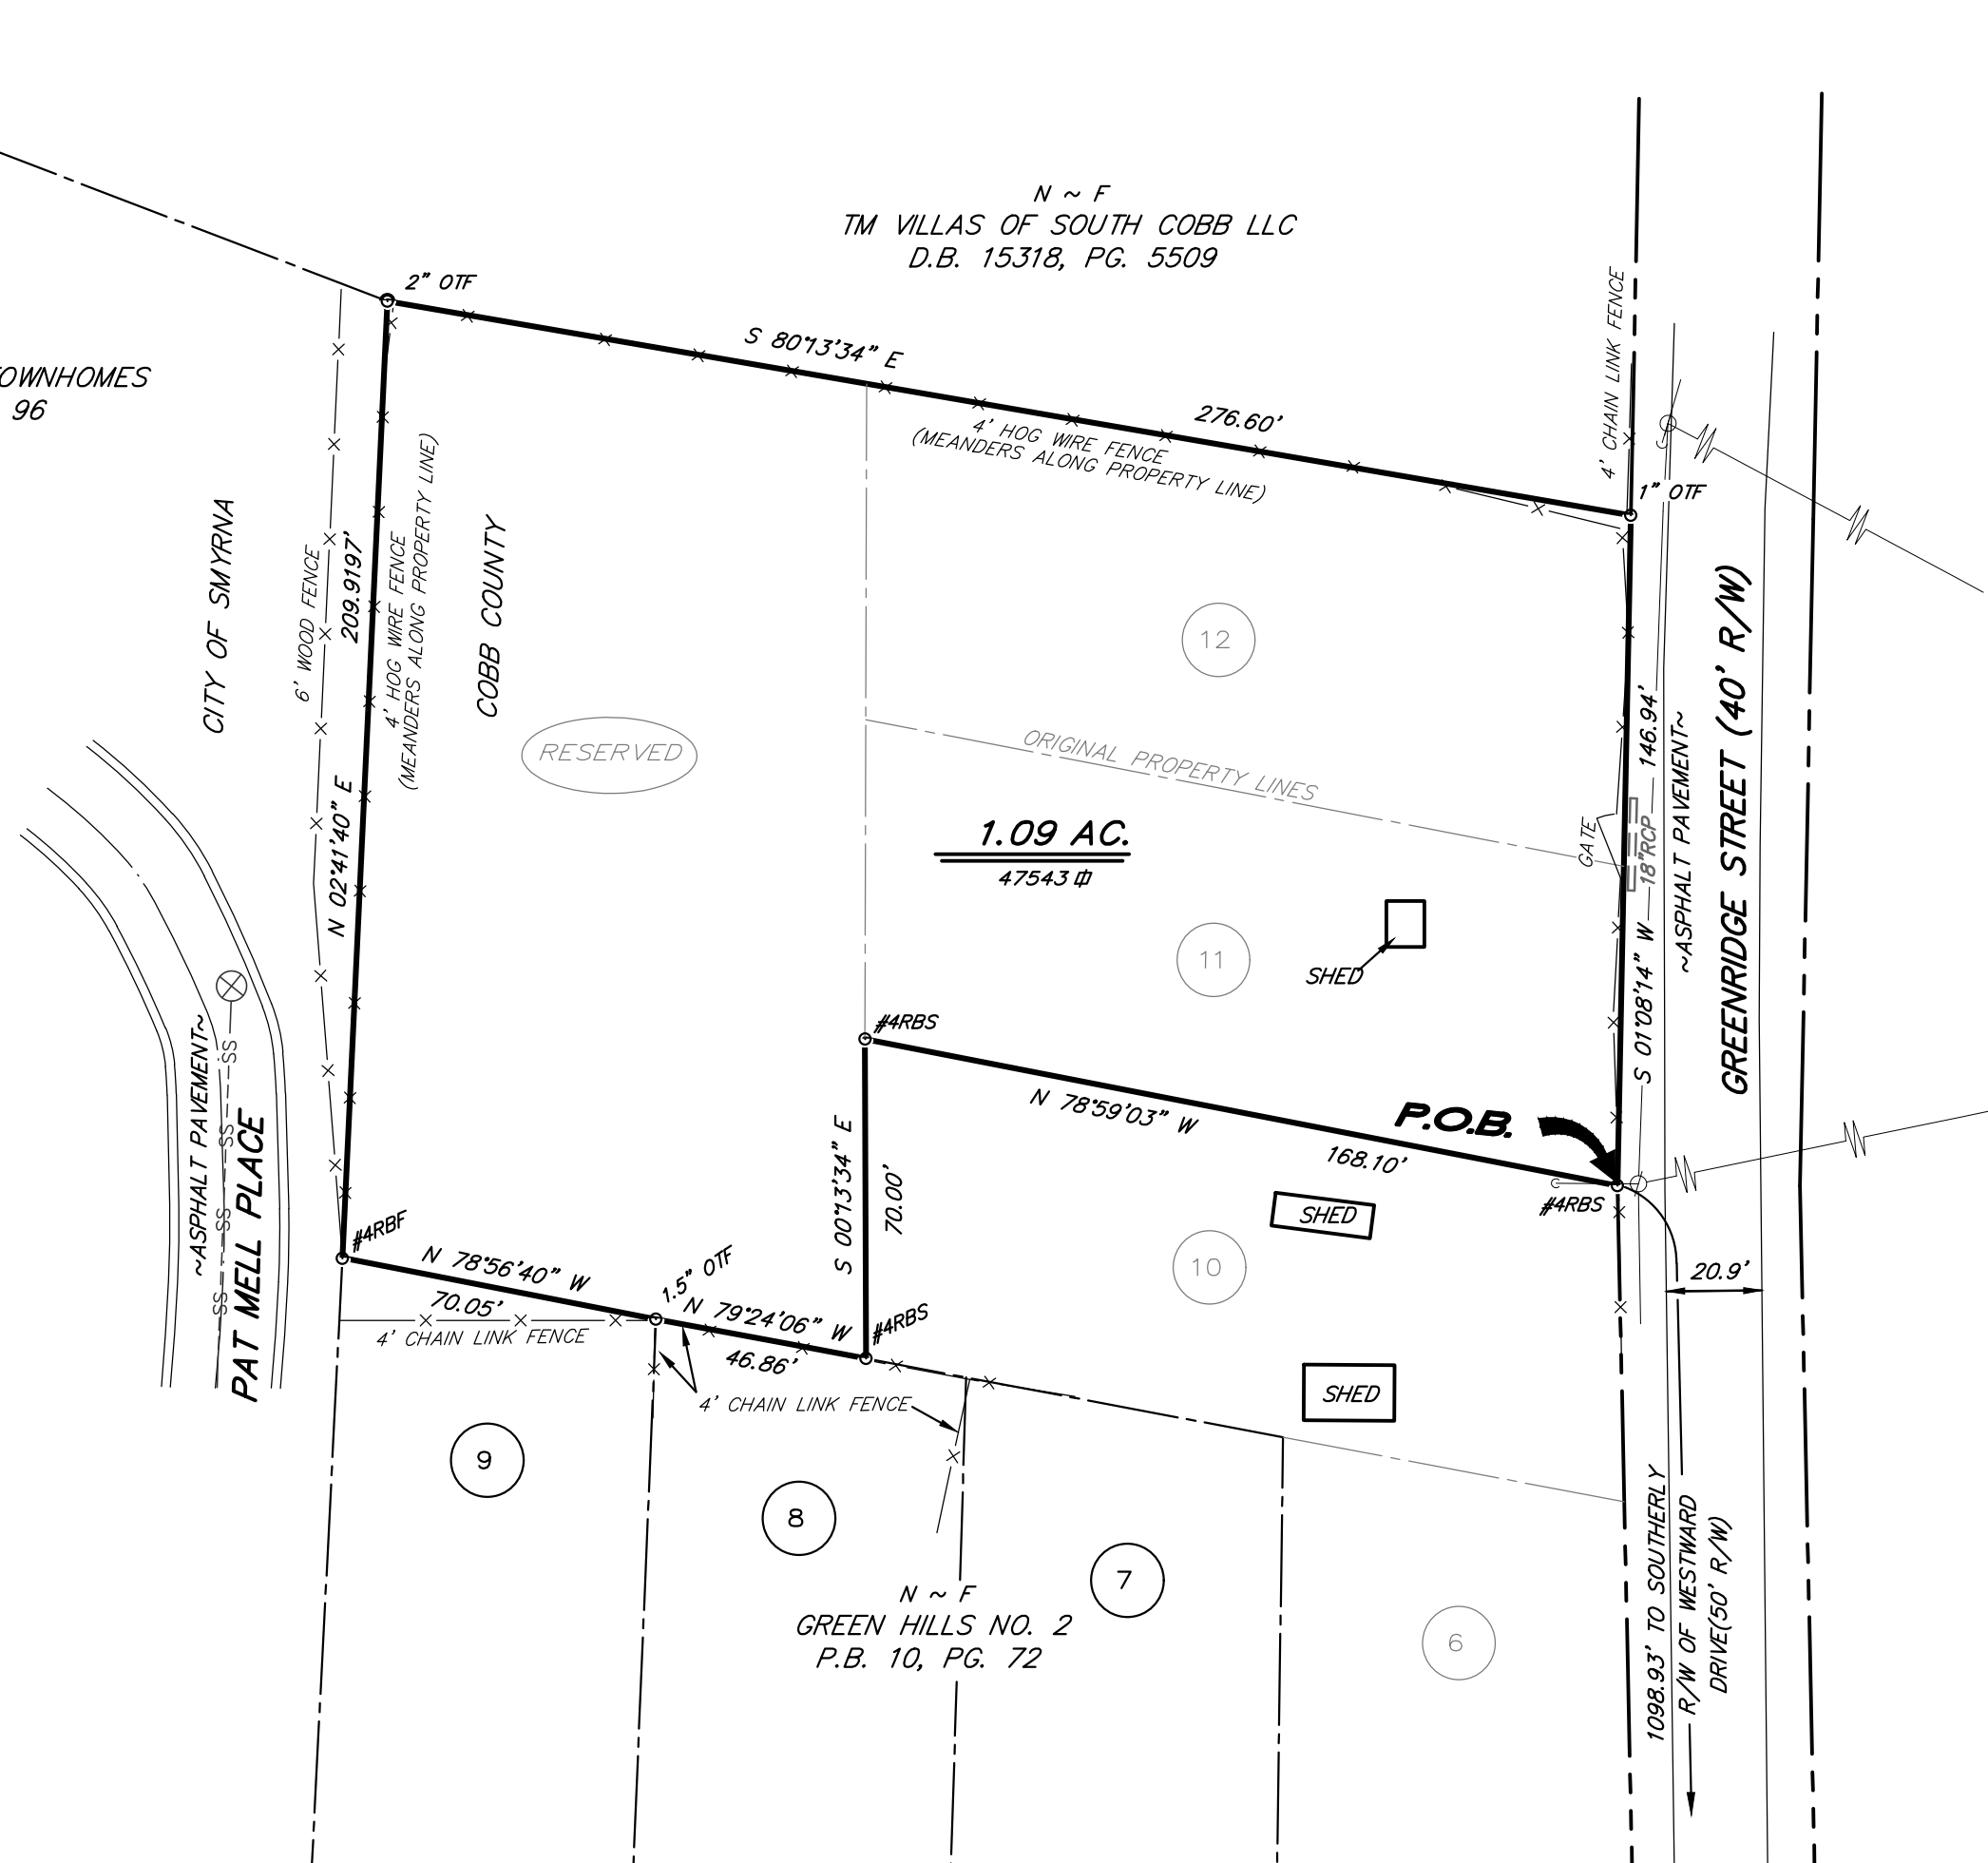 N ~ F
TM VILLAS OF SOUTH COBB LLC
D.B. 15318, PG. 5509
2" OTF
S 80°13'34" E
276.60'
4' HOG WIRE FENCE
(MEANDERS ALONG PROPERTY LINE)
4' CHAIN LINK FENCE
1" OTF
OWNHOMES
96
CITY OF SMYRNA
6' WOOD FENCE
209.9197'
N 02°41'40" E
4' HOG WIRE FENCE
(MEANDERS ALONG PROPERTY LINE)
COBB COUNTY
RESERVED
12
ORIGINAL PROPERTY LINES
1.09 AC.
47543
11
SHED
GATE
18"RCP
146.94'
S 01°08'14" W
~ASPHALT PAVEMENT~
GREENRIDGE STREET (40' R/W)
#4RBS
N 78°59'03" W
168.10'
P.O.B.
#4RBS
S 00°13'34" E
70.00'
SHED
10
20.9'
SHED
~ASPHALT PAVEMENT~
SS
SS
SS
SS
PAT MELL PLACE
#4RBF
N 78°56'40" W
70.05'
4' CHAIN LINK FENCE
1.5" OTF
N 79°24'06" W
46.86'
#4RBS
4' CHAIN LINK FENCE
9
8
7
6
N ~ F
GREEN HILLS NO. 2
P.B. 10, PG. 72
1098.93' TO SOUTHERLY
R/W OF WESTWARD
DRIVE(50' R/W)